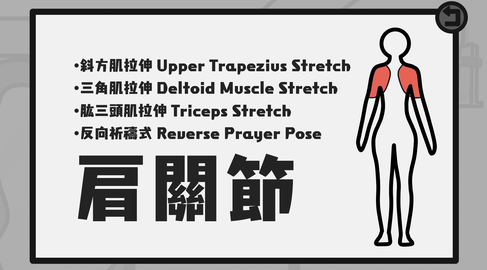 •斜方肌拉伸 Upper Trapezius Stretch
•三角肌拉伸 Deltoid Muscle Stretch
•肱三頭肌拉伸 Triceps Stretch
•反向祈禱式 Reverse Prayer Pose
肩關節